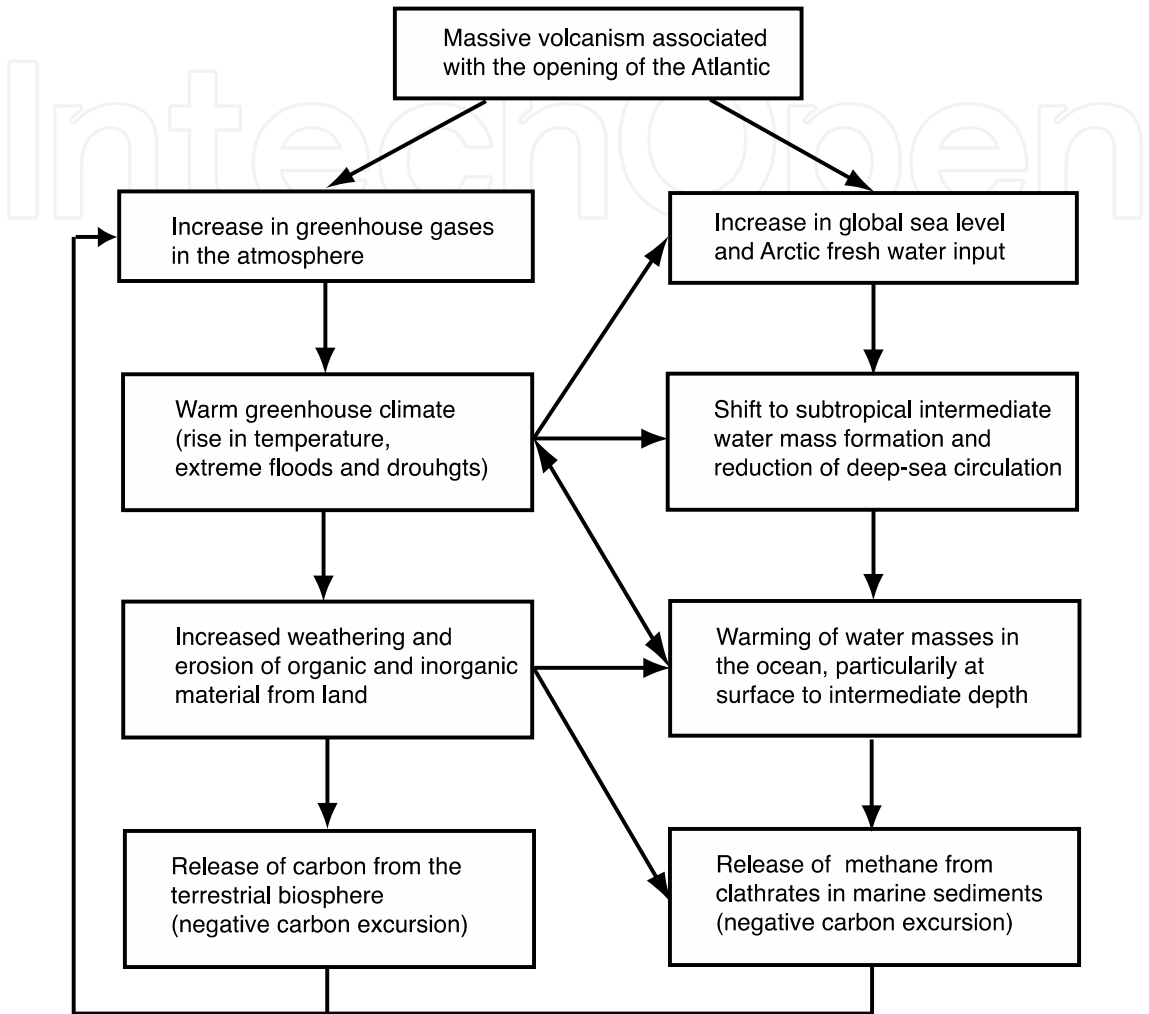 Massive volcanism associated
with the opening of the Atlantic
IntechOpen
Increase in greenhouse gases
in the atmosphere
Increase in global sea level
and Arctic fresh water input
Warm greenhouse climate
(rise in temperature,
extreme floods and drouhgts)
Shift to subtropical intermediate
water mass formation and
reduction of deep-sea circulation
Increased weathering and
erosion of organic and inorganic
material from land
Warming of water masses in
the ocean, particularily at
surface to intermediate depth
Release of carbon from the
terrestrial biosphere
(negative carbon excursion)
Release of methane from
clathrates in marine sediments
(negative carbon excursion)